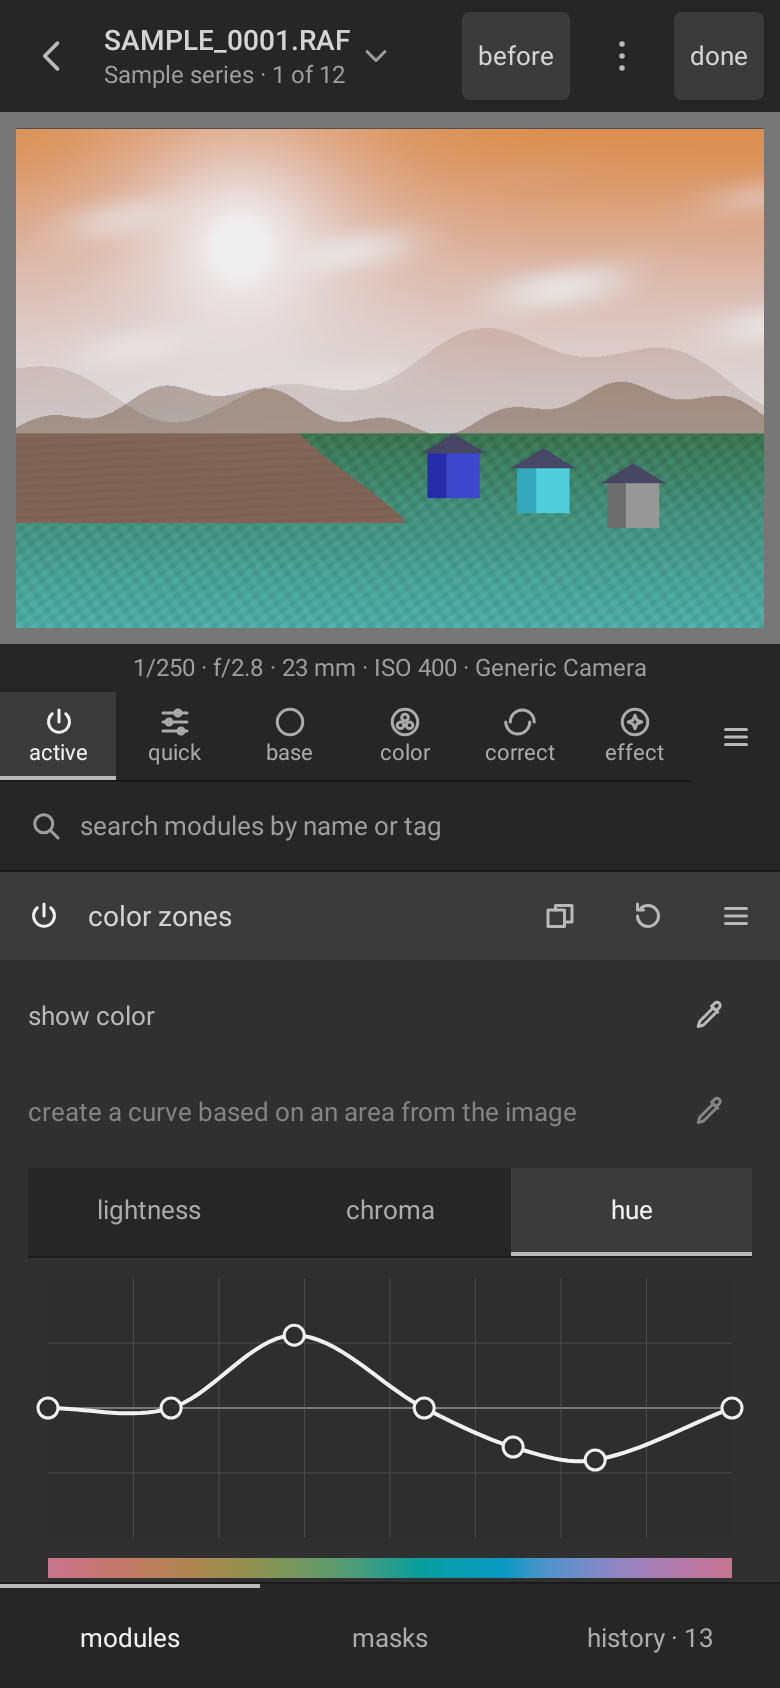 SAMPLE_0001.RAF
Sample series · 1 of 12
before
done
1/250 · f/2.8 · 23 mm · ISO 400 · Generic Camera
active
quick
base
color
correct
effect
search modules by name or tag
color zones
show color
create a curve based on an area from the image
lightness
chroma
hue
modules
masks
history · 13